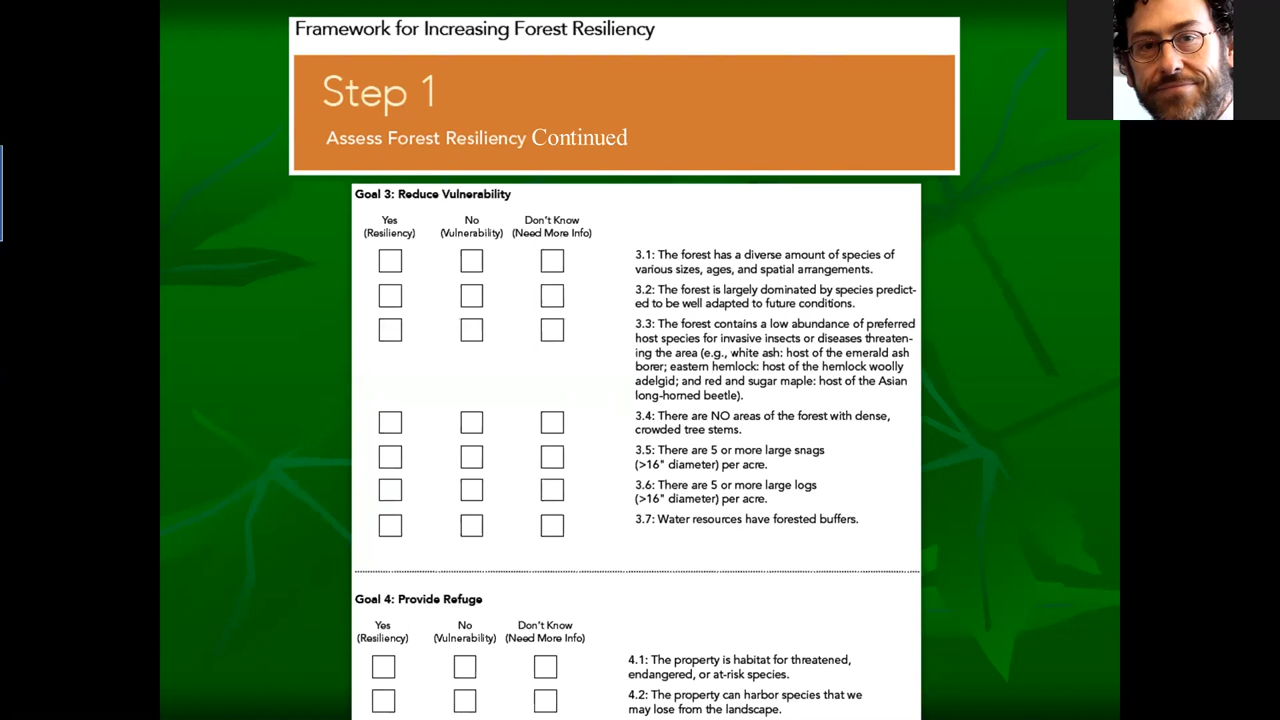 Framework for Increasing Forest Resiliency
Step 1
Assess Forest Resiliency Continued
Goal 3: Reduce Vulnerability
Yes
(Resiliency)
No
(Vulnerability)
Don't Know
(Need More Info)
3.1: The forest has a diverse amount of species of
various sizes, ages, and spatial arrangements.
3.2: The forest is largely dominated by species predict-
ed to be well adapted to future conditions.
3.3: The forest contains a low abundance of preferred
host species for invasive insects or diseases threaten-
ing the area (e.g., white ash: host of the emerald ash
borer; eastern hemlock: host of the hemlock woolly
adelgid; and red and sugar maple: host of the Asian
long-horned beetle).
3.4: There are NO areas of the forest with dense,
crowded tree stems.
3.5: There are 5 or more large snags
(>16" diameter) per acre.
3.6: There are 5 or more large logs
(>16" diameter) per acre.
3.7: Water resources have forested buffers.
Goal 4: Provide Refuge
Yes
(Resiliency)
No
(Vulnerability)
Don't Know
(Need More Info)
4.1: The property is habitat for threatened,
endangered, or at-risk species.
4.2: The property can harbor species that we
may lose from the landscape.